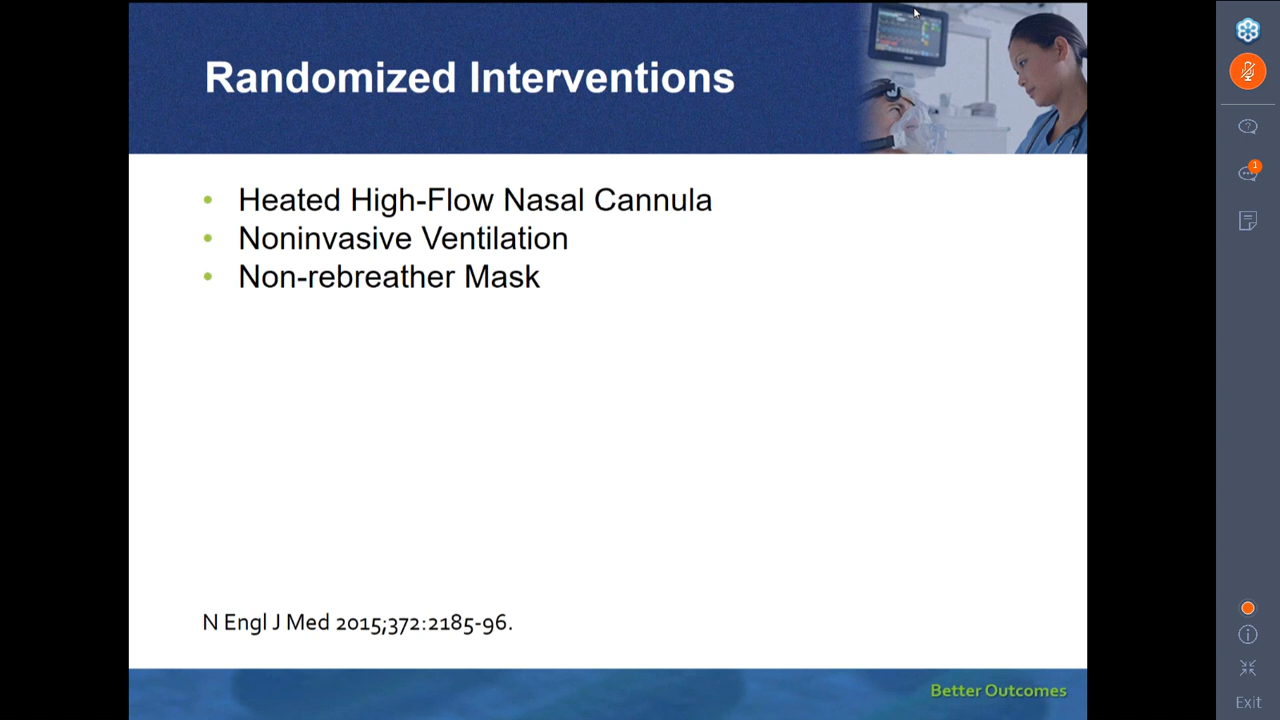 Randomized Interventions
• Heated High-Flow Nasal Cannula
• Noninvasive Ventilation
• Non-rebreather Mask
N Engl J Med 2015;372:2185-96.
Better Outcomes
?
1
i
Exit